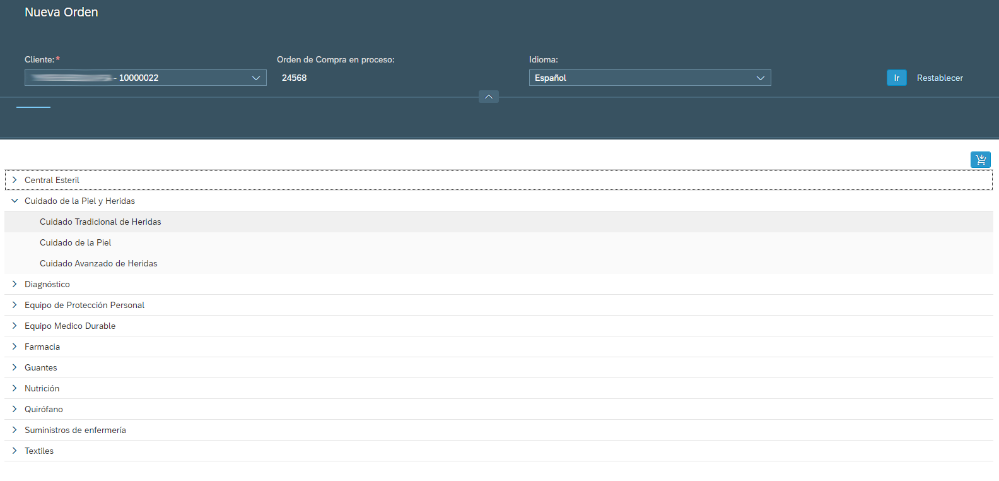 Nueva Orden
Cliente:* Orden de Compra en proceso: Idioma:
- 10000022 24568 Español Ir Restablecer
Central Esteril
Cuidado de la Piel y Heridas
Cuidado Tradicional de Heridas
Cuidado de la Piel
Cuidado Avanzado de Heridas
Diagnóstico
Equipo de Protección Personal
Equipo Medico Durable
Farmacia
Guantes
Nutrición
Quirófano
Suministros de enfermería
Textiles